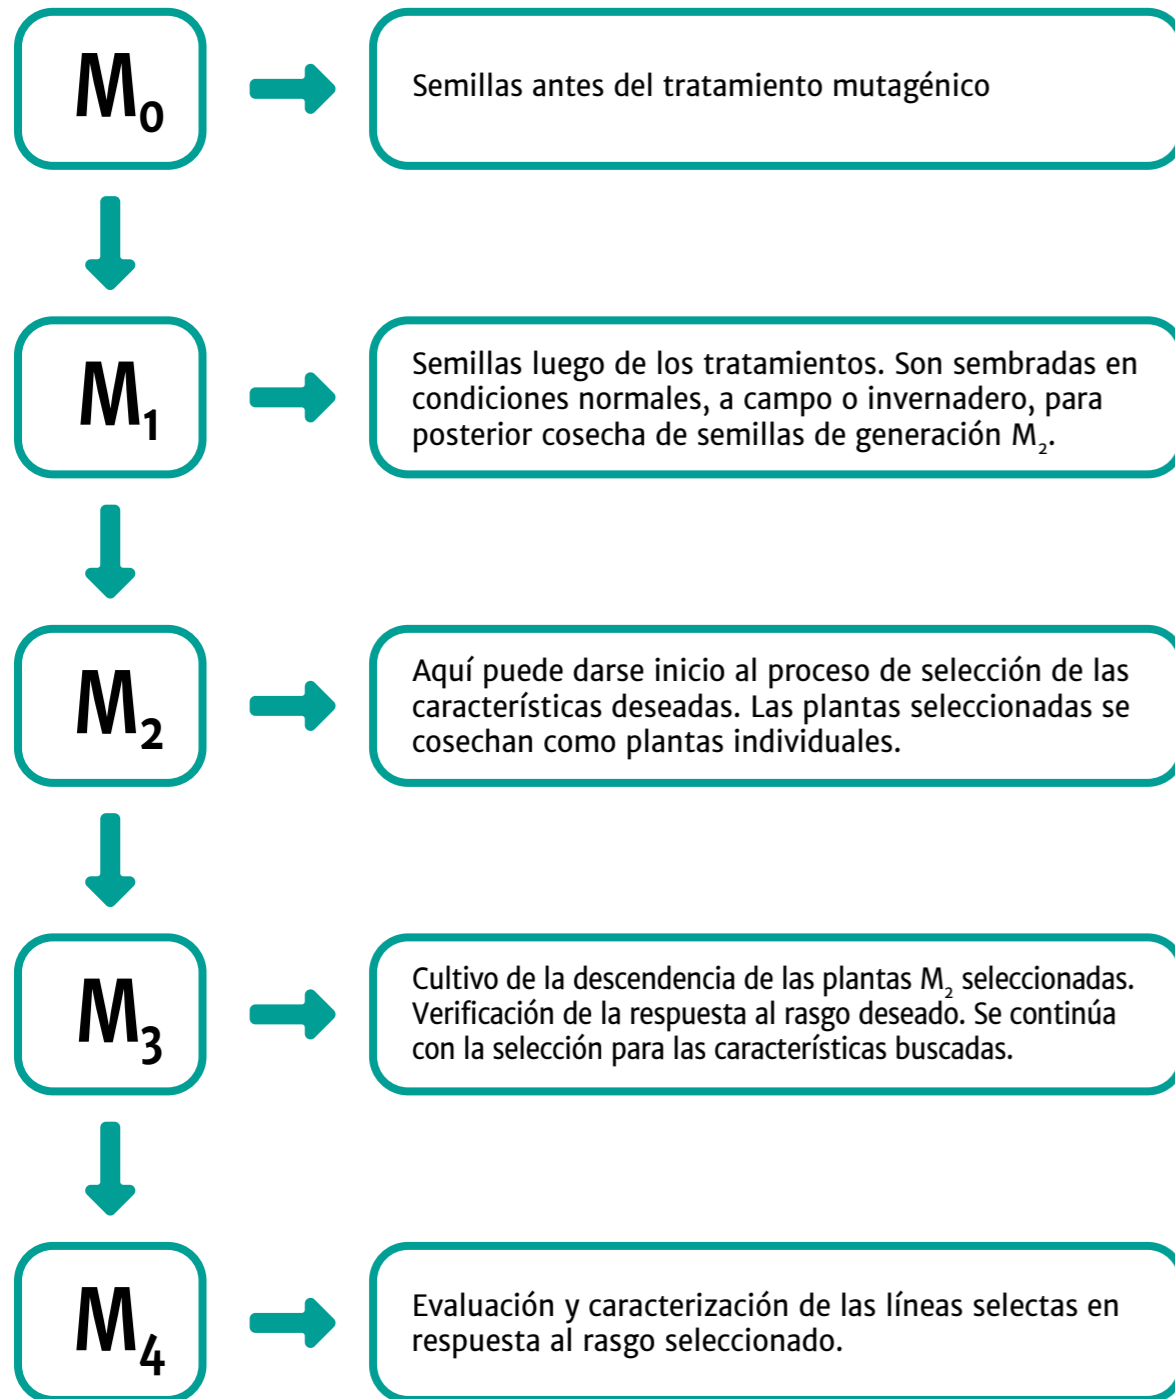 M₀
Semillas antes del tratamiento mutagénico
M₁
Semillas luego de los tratamientos. Son sembradas en
condiciones normales, a campo o invernadero, para
posterior cosecha de semillas de generación M₂.
M₂
Aquí puede darse inicio al proceso de selección de las
características deseadas. Las plantas seleccionadas se
cosechan como plantas individuales.
M₃
Cultivo de la descendencia de las plantas M₂ seleccionadas.
Verificación de la respuesta al rasgo deseado. Se continúa
con la selección para las características buscadas.
M₄
Evaluación y caracterización de las líneas selectas en
respuesta al rasgo seleccionado.